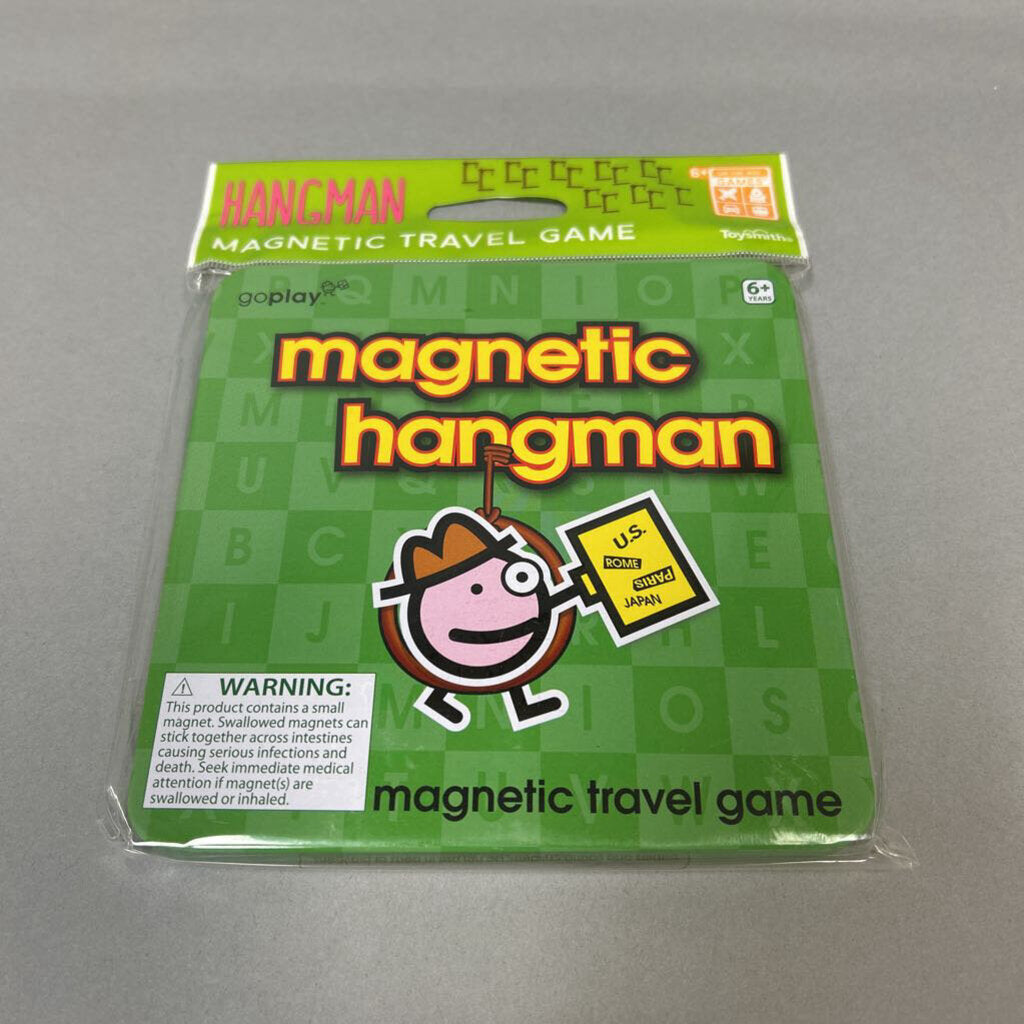 HANGMAN
6+
GAMES
MAGNETIC TRAVEL GAME
Toysmith
goplay
6+
YEARS
Q M N I O P
magnetic
X
M
hangman
U V Q
W
B C
E
U.S.
ROME
PARIS
JAPAN
I J
H L
WARNING:
This product contains a small
magnet. Swallowed magnets can
stick together across intestines
causing serious infections and
death. Seek immediate medical
attention if magnet(s) are
swallowed or inhaled.
M N I O S
T U V W X
magnetic travel game